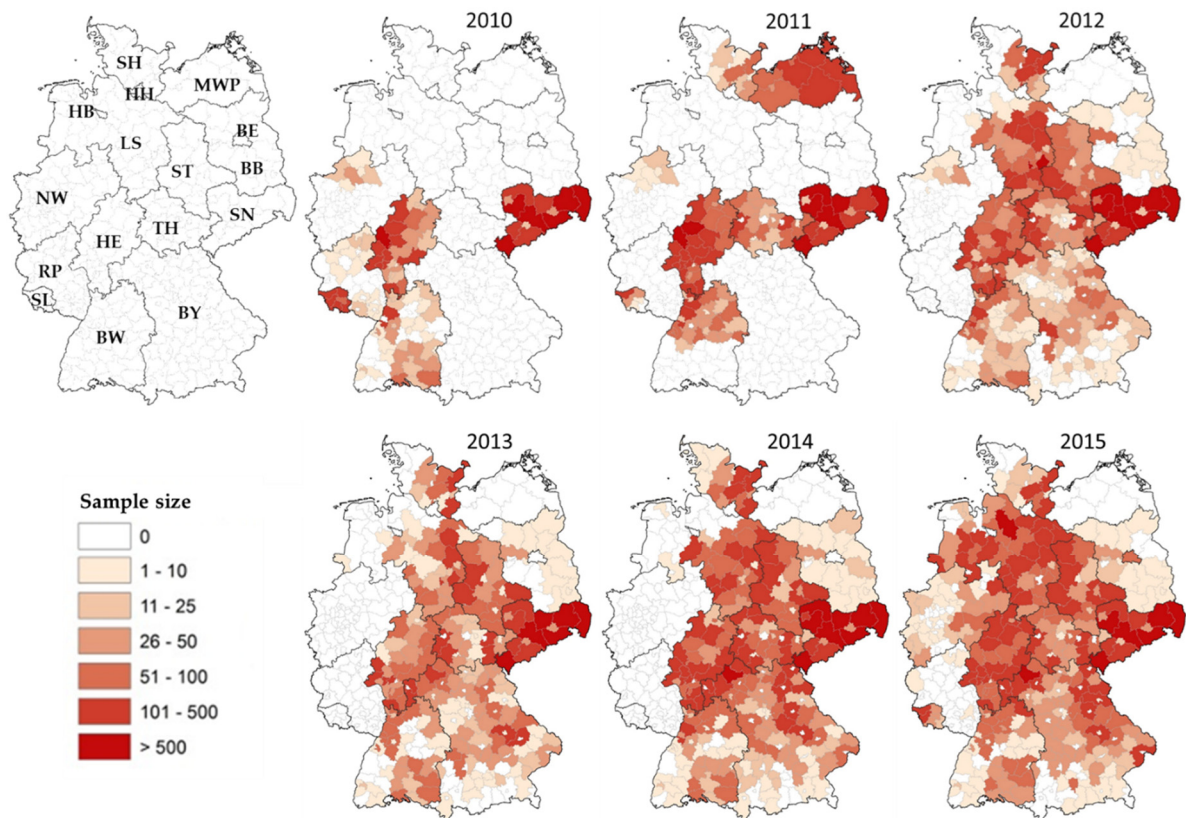 2010
2011
2012
SH
HH
MWP
HB
BE
LS
ST
BB
NW
SN
TH
HE
RP
SL
BY
BW
2013
2014
2015
Sample size
0
1 - 10
11 - 25
26 - 50
51 - 100
101 - 500
> 500